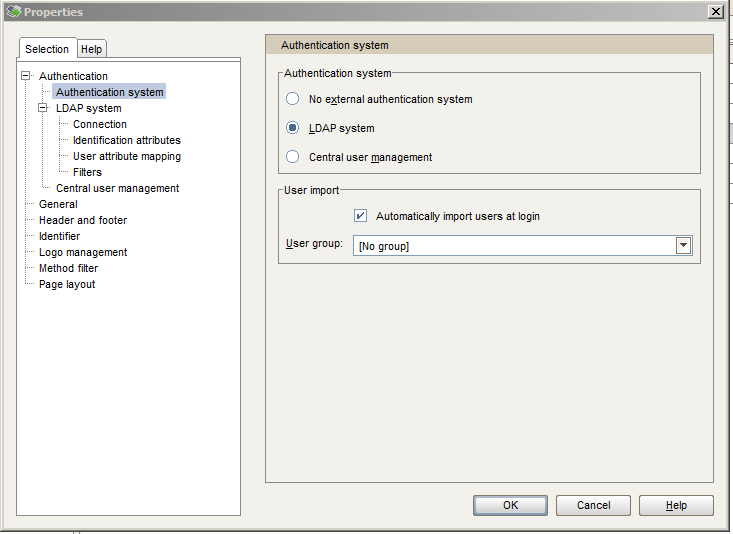 Properties
Selection
Help
Authentication
Authentication system
LDAP system
Connection
Identification attributes
User attribute mapping
Filters
Central user management
General
Header and footer
Identifier
Logo management
Method filter
Page layout
Authentication system
Authentication system
No external authentication system
LDAP system
Central user management
User import
Automatically import users at login
User group: [No group]
OK Cancel Help